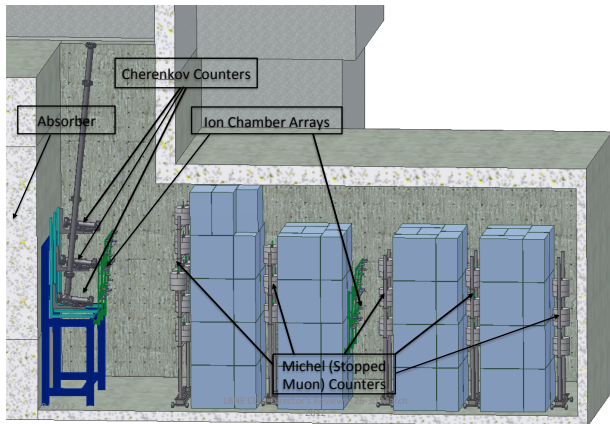 Cherenkov Counters
Absorber
Ion Chamber Arrays
Michel (Stopped
Muon) Counters